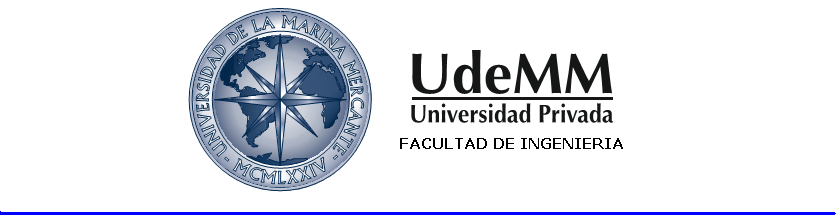 UNIVERSIDAD DE LA MARINA MERCANTE
- MCMLXXIV -
UdeMM
Universidad Privada
FACULTAD DE INGENIERIA